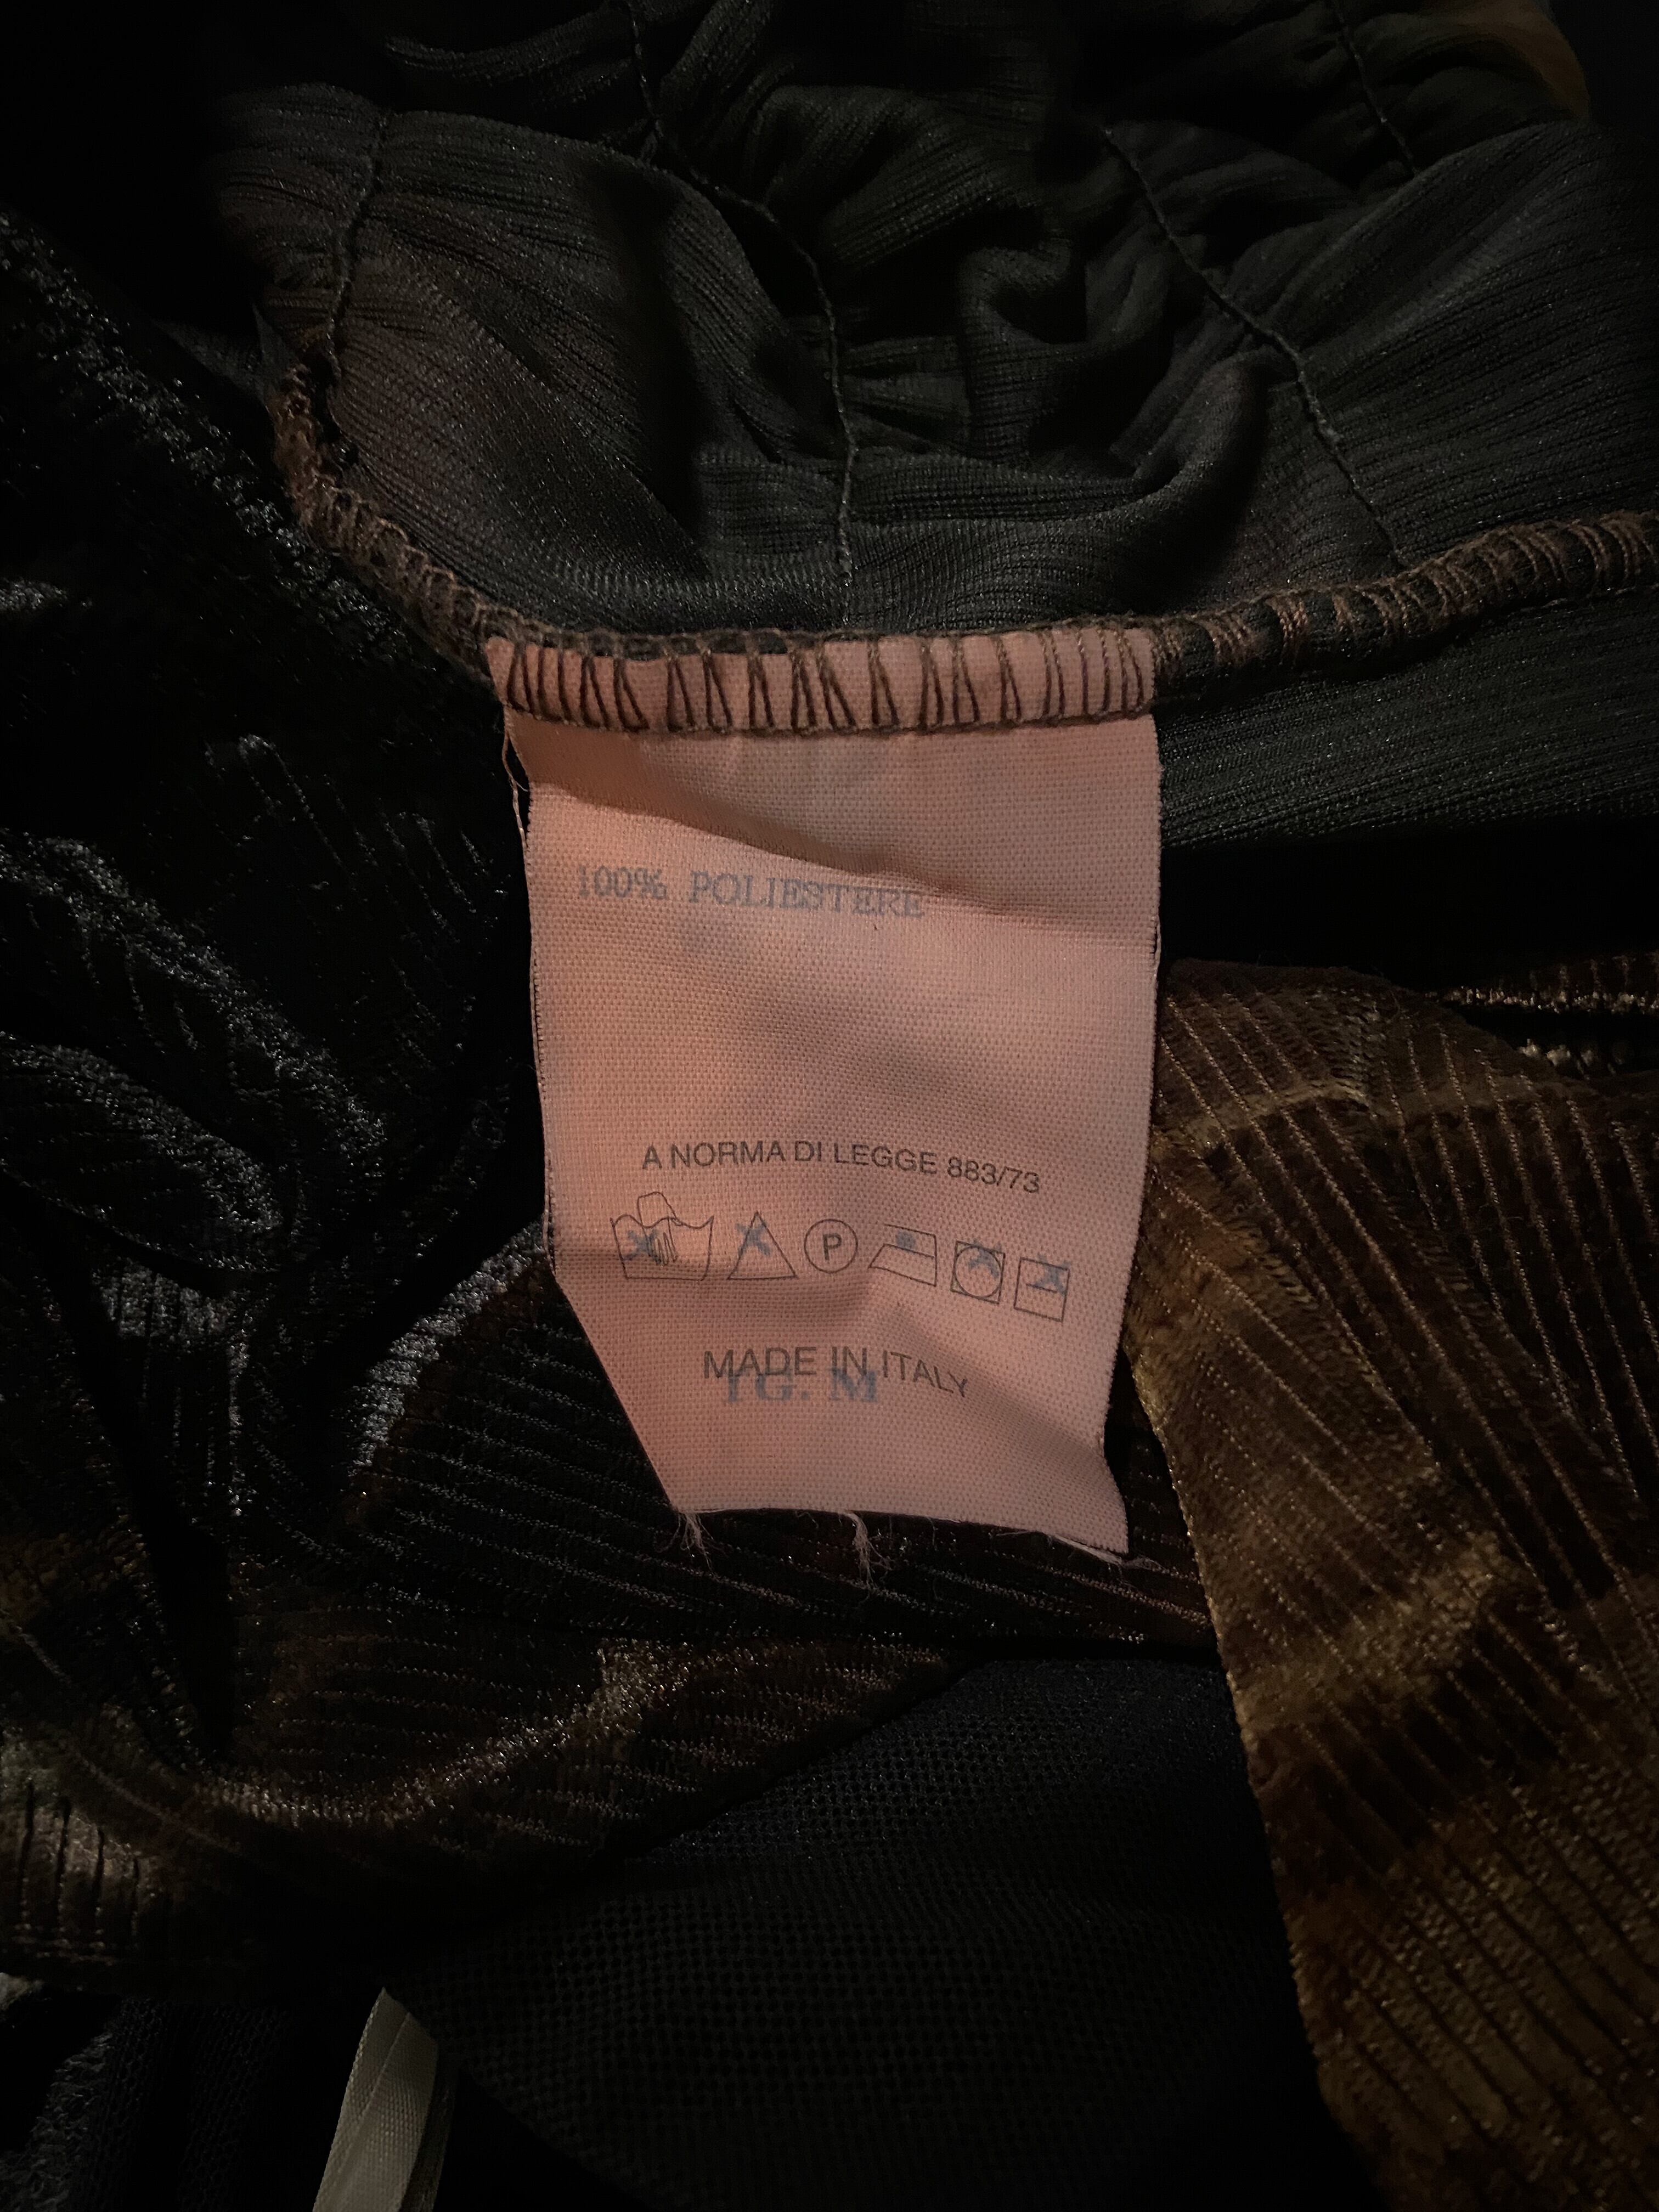 100% POLIESTERE
A NORMA DI LEGGE 883/73
P
MADE IN ITALY
TG. M